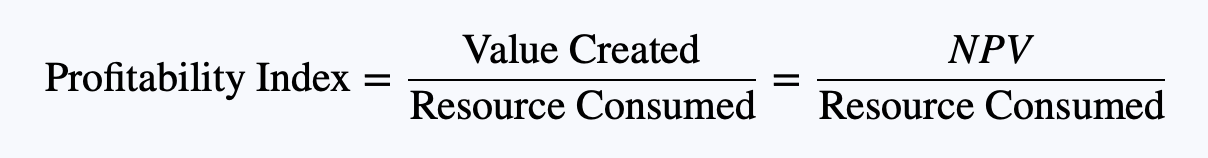 Profitability Index = Value Created / Resource Consumed = NPV / Resource Consumed